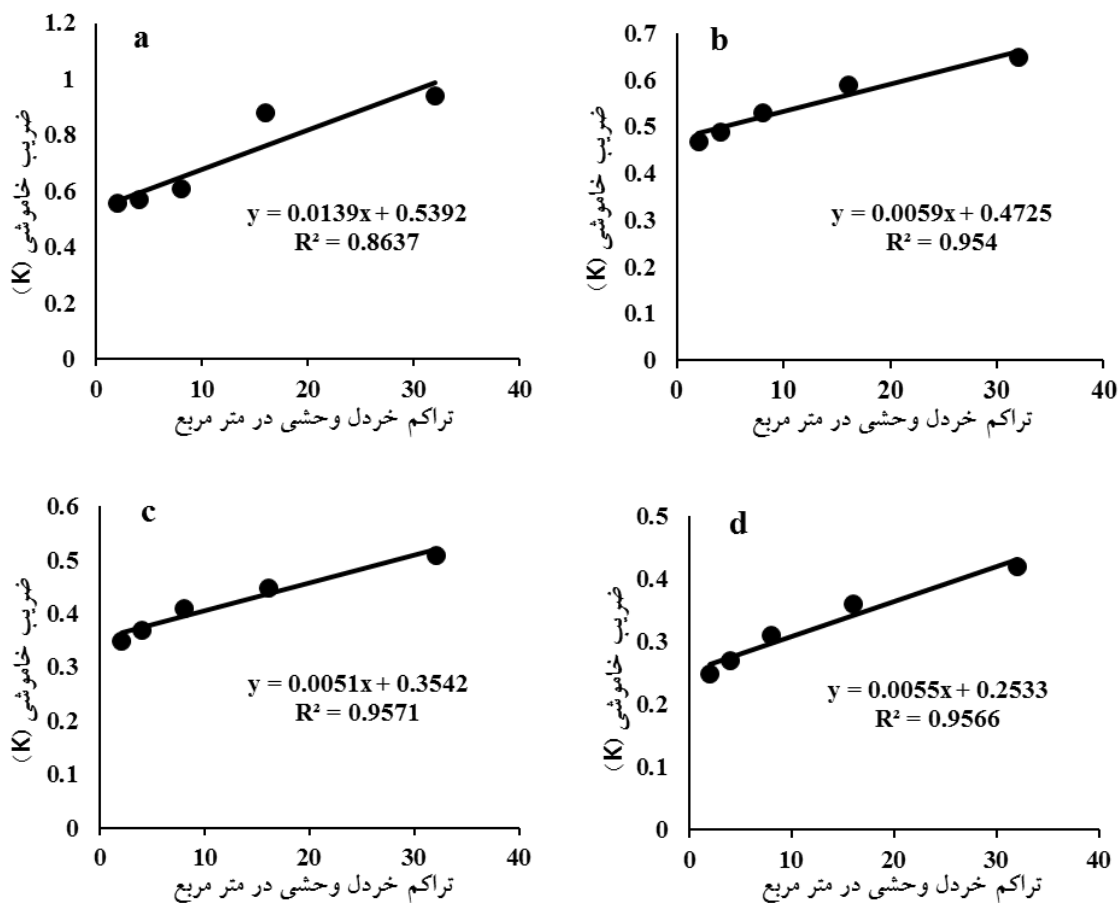 a
1.2
1
0.8
0.6
0.4
0.2
0
ضریب خاموشی (K)
y = 0.0139x + 0.5392
R² = 0.8637
0 10 20 30 40
تراکم خردل وحشی در متر مربع
b
0.7
0.6
0.5
0.4
0.3
0.2
0.1
0
ضریب خاموشی (K)
y = 0.0059x + 0.4725
R² = 0.954
0 10 20 30 40
تراکم خردل وحشی در متر مربع
c
0.6
0.5
0.4
0.3
0.2
0.1
0
ضریب خاموشی (K)
y = 0.0051x + 0.3542
R² = 0.9571
0 10 20 30 40
تراکم خردل وحشی در متر مربع
d
0.5
0.4
0.3
0.2
0.1
0
ضریب خاموشی (K)
y = 0.0055x + 0.2533
R² = 0.9566
0 10 20 30 40
تراکم خردل وحشی در متر مربع